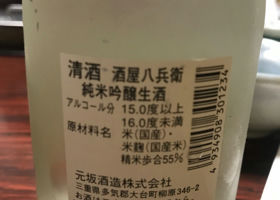 清酒 酒屋八兵衛
純米吟醸生酒
アルコール分 15.0度以上
16.0度未満
原材料名 米(国産)・
米麹(国産米)
精米歩合55%
元坂酒造株式会社
三重県多気郡大台町柳原346-2
お酒は
4 934908 301234